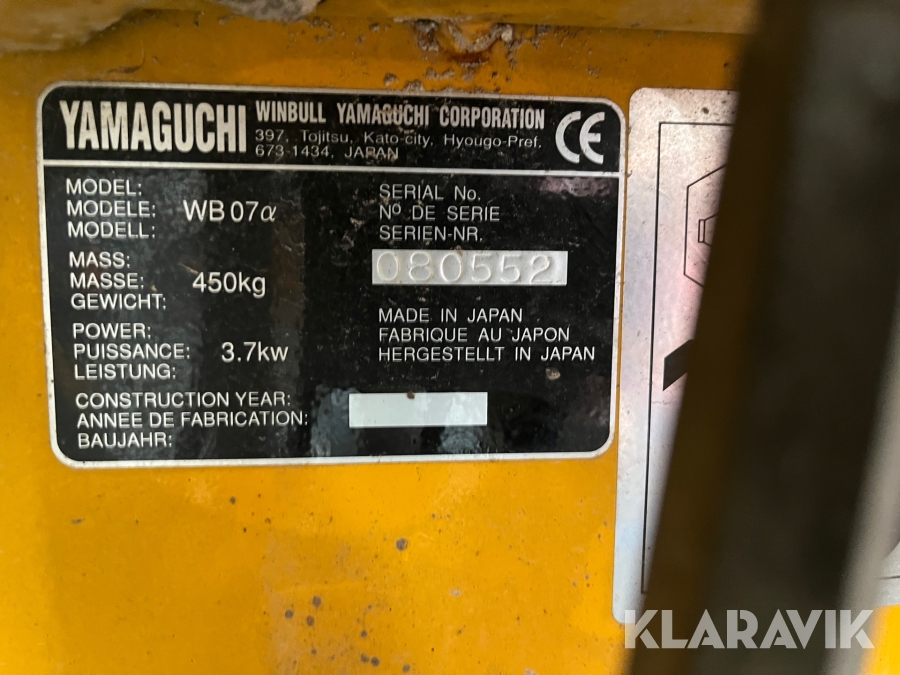 YAMAGUCHI
WINBULL YAMAGUCHI CORPORATION
397, Tojitsu, Kato-city, Hyougo-Pref.
673-1434, JAPAN
CE
MODEL:
MODELE: WB07α
MODELL:
MASS:
MASSE: 450kg
GEWICHT:
POWER:
PUISSANCE: 3.7kw
LEISTUNG:
CONSTRUCTION YEAR:
ANNEE DE FABRICATION:
BAUJAHR:
SERIAL No.
Nº DE SERIE
SERIEN-NR.
080552
MADE IN JAPAN
FABRIQUE AU JAPON
HERGESTELLT IN JAPAN
KLARAVIK